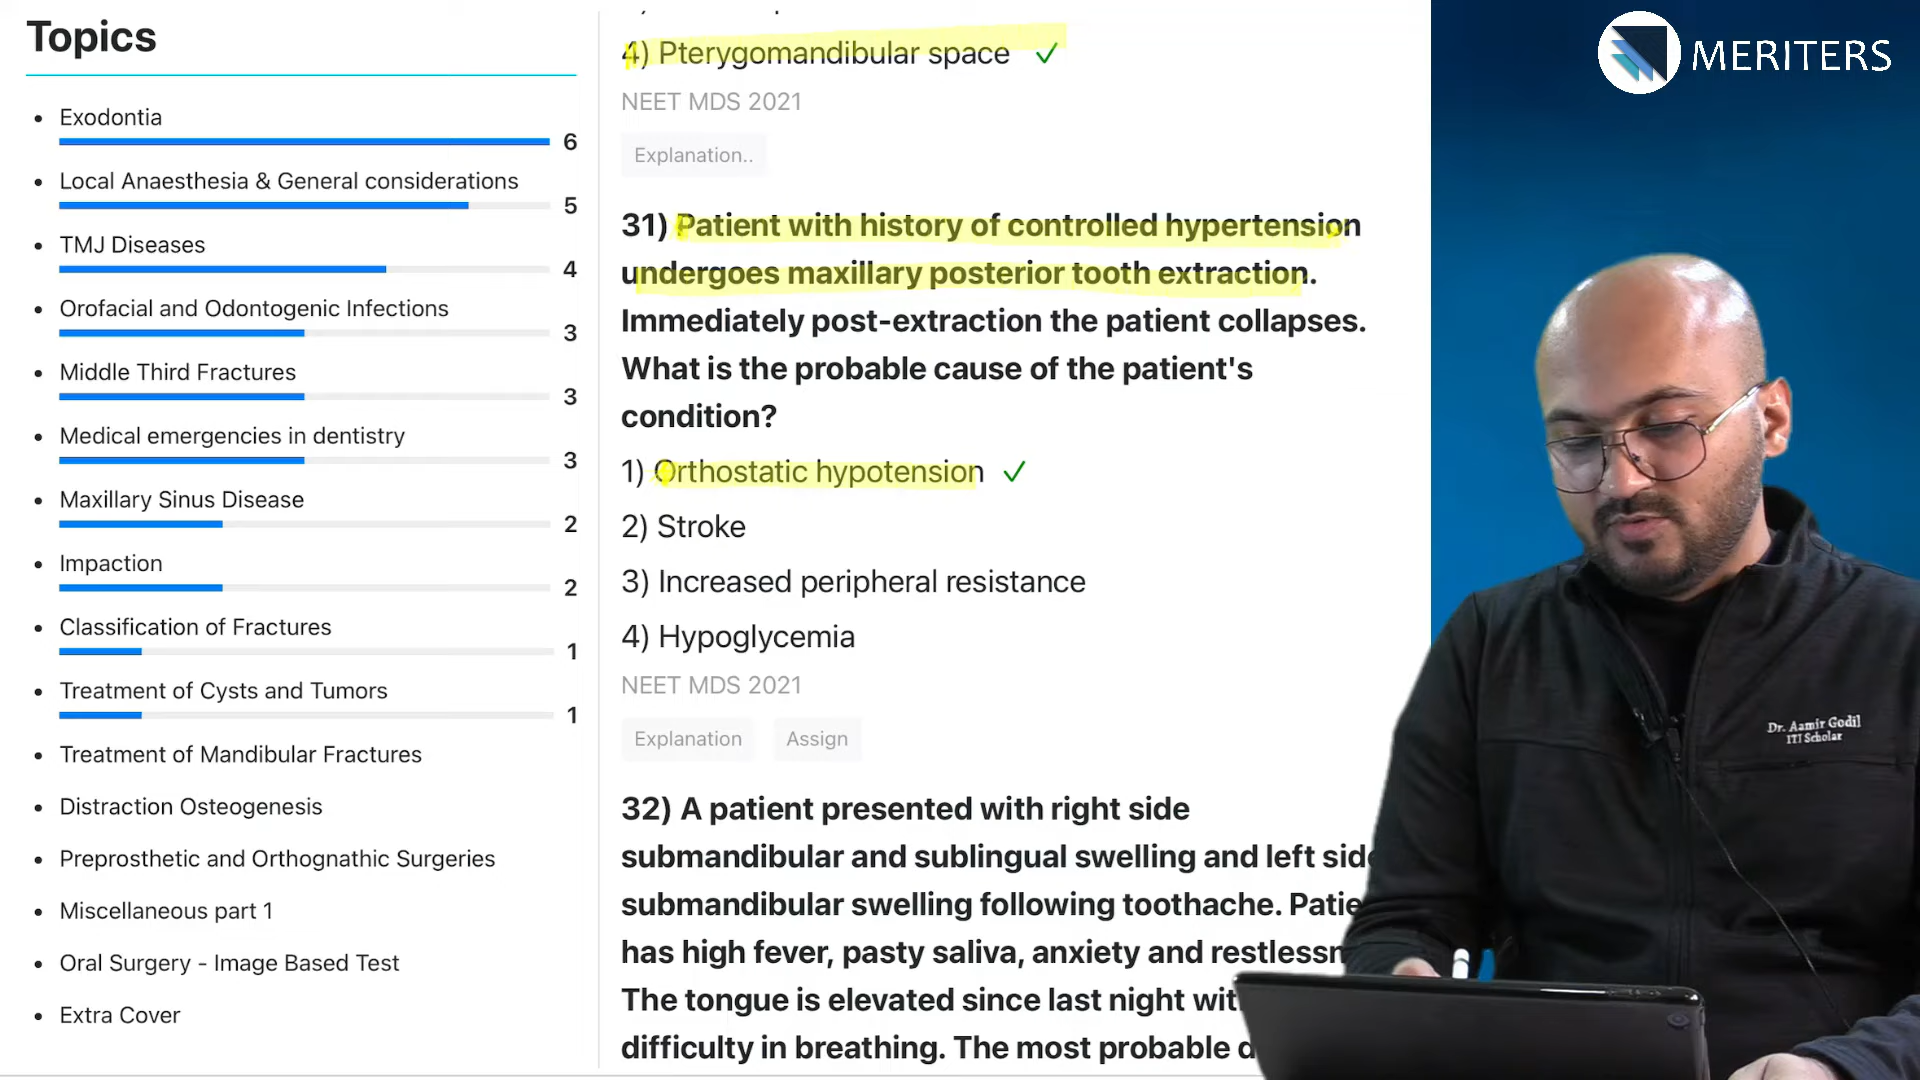 Topics
Exodontia
6
Local Anaesthesia & General considerations
5
TMJ Diseases
4
Orofacial and Odontogenic Infections
3
Middle Third Fractures
3
Medical emergencies in dentistry
3
Maxillary Sinus Disease
2
Impaction
2
Classification of Fractures
1
Treatment of Cysts and Tumors
1
Treatment of Mandibular Fractures
Distraction Osteogenesis
Preprosthetic and Orthognathic Surgeries
Miscellaneous part 1
Oral Surgery - Image Based Test
Extra Cover
4) Pterygomandibular space ✓
NEET MDS 2021
Explanation..
31) Patient with history of controlled hypertension
undergoes maxillary posterior tooth extraction.
Immediately post-extraction the patient collapses.
What is the probable cause of the patient's
condition?
1) Orthostatic hypotension ✓
2) Stroke
3) Increased peripheral resistance
4) Hypoglycemia
NEET MDS 2021
Explanation Assign
32) A patient presented with right side
submandibular and sublingual swelling and left
submandibular swelling following toothache.
has high fever, pasty saliva, anxiety and
The tongue is elevated since last night
difficulty in breathing. The most probable
MERITERS
Dr. Aamir Godil
ITI Scholar